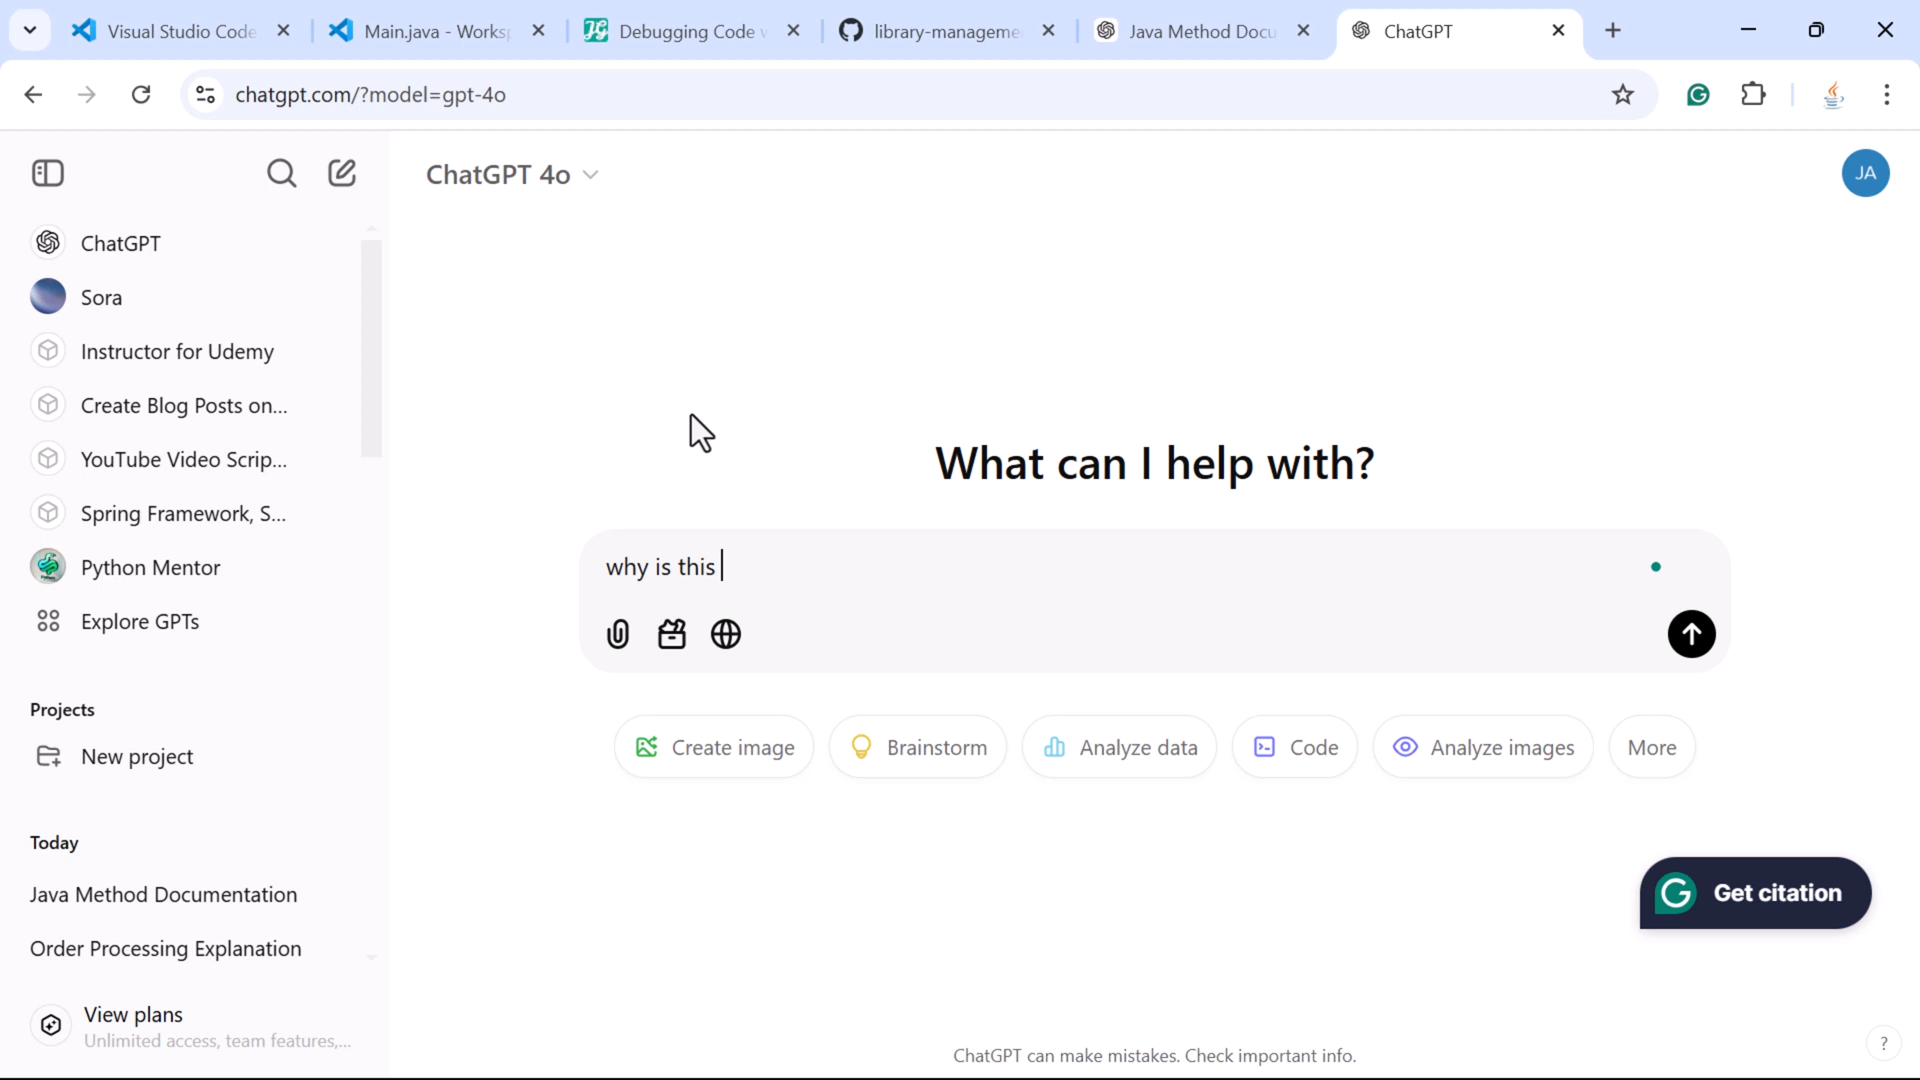 Visual Studio Code
Main.java - Worksp
Debugging Code w
library-manageme
Java Method Docu
ChatGPT
chatgpt.com/?model=gpt-4o
ChatGPT 4o
JA
ChatGPT
Sora
Instructor for Udemy
Create Blog Posts on...
YouTube Video Scrip...
Spring Framework, S...
Python Mentor
Explore GPTs
Projects
New project
Today
Java Method Documentation
Order Processing Explanation
View plans
Unlimited access, team features,...
What can I help with?
why is this
Create image
Brainstorm
Analyze data
Code
Analyze images
More
Get citation
ChatGPT can make mistakes. Check important info.
?